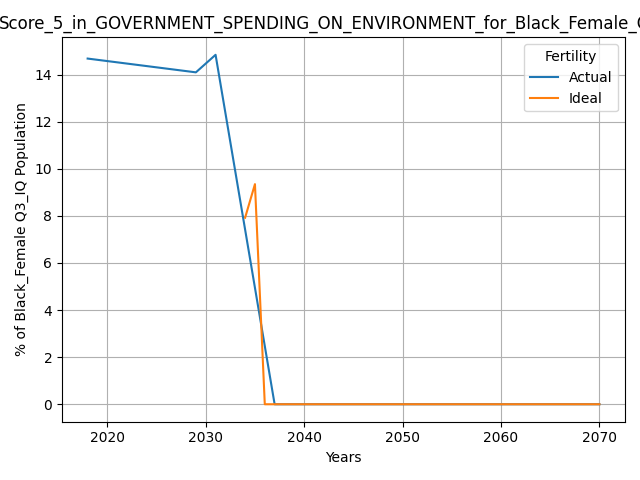 Score_5_in_GOVERNMENT_SPENDING_ON_ENVIRONMENT_for_Black_Female_
Fertility
Actual
Ideal
% of Black_Female Q3_IQ Population
14
12
10
8
6
4
2
0
2020 2030 2040 2050 2060 2070
Years